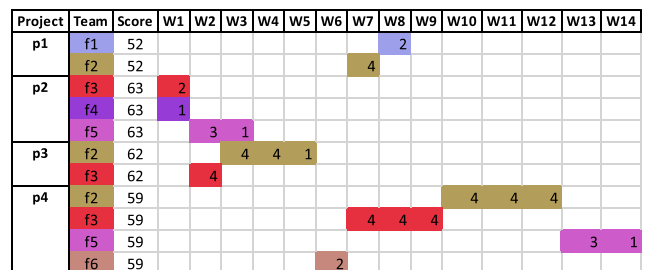 Project Team Score W1 W2 W3 W4 W5 W6 W7 W8 W9 W10 W11 W12 W13 W14
p1 f1 52 2
f2 52 4
p2 f3 63 2
f4 63 1
f5 63 3 1
p3 f2 62 4 4 1
f3 62 4
p4 f2 59 4 4 4
f3 59 4 4 4
f5 59 3 1
f6 59 2